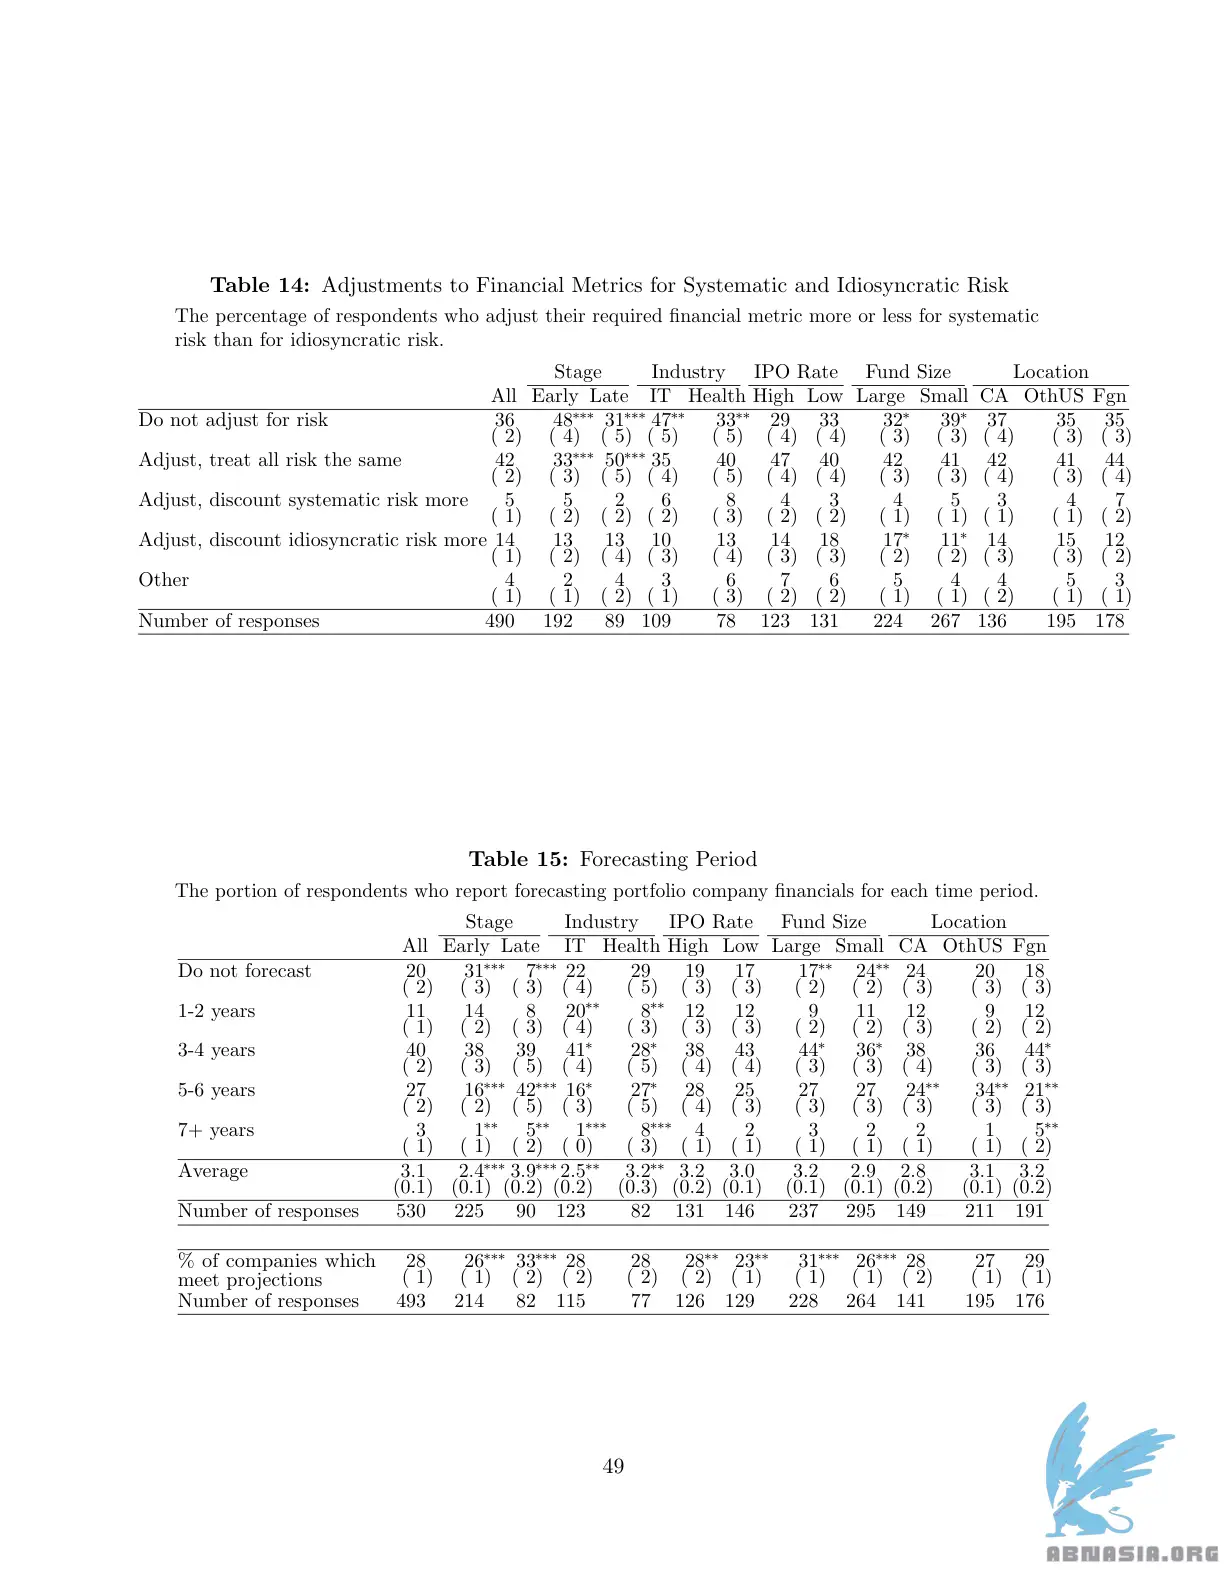 Table 14: Adjustments to Financial Metrics for Systematic and Idiosyncratic Risk
The percentage of respondents who adjust their required financial metric more or less for systematic
risk than for idiosyncratic risk.
Stage Industry IPO Rate Fund Size Location
All Early Late IT Health High Low Large Small CA OthUS Fgn
Do not adjust for risk 36 48*** 31*** 47** 33** 29 33 32* 39* 37 35 35
( 2) ( 4) ( 5) ( 5) ( 5) ( 4) ( 4) ( 3) ( 3) ( 4) ( 3) ( 3)
Adjust, treat all risk the same 42 33*** 50*** 35 40 47 40 42 41 42 41 44
( 2) ( 3) ( 5) ( 4) ( 5) ( 4) ( 4) ( 3) ( 3) ( 4) ( 3) ( 4)
Adjust, discount systematic risk more 5 5 2 6 8 4 3 4 5 3 4 7
( 1) ( 2) ( 2) ( 2) ( 3) ( 2) ( 2) ( 1) ( 1) ( 1) ( 1) ( 2)
Adjust, discount idiosyncratic risk more 14 13 13 10 13 14 18 17* 11* 14 15 12
( 1) ( 2) ( 4) ( 3) ( 4) ( 3) ( 3) ( 2) ( 2) ( 3) ( 3) ( 2)
Other 4 2 4 3 6 7 6 5 4 4 5 3
( 1) ( 1) ( 2) ( 1) ( 3) ( 2) ( 2) ( 1) ( 1) ( 2) ( 1) ( 1)
Number of responses 490 192 89 109 78 123 131 224 267 136 195 178
Table 15: Forecasting Period
The portion of respondents who report forecasting portfolio company financials for each time period.
Stage Industry IPO Rate Fund Size Location
All Early Late IT Health High Low Large Small CA OthUS Fgn
Do not forecast 20 31*** 7*** 22 29 19 17 17** 24** 24 20 18
( 2) ( 3) ( 3) ( 4) ( 5) ( 3) ( 3) ( 2) ( 2) ( 3) ( 3) ( 3)
1-2 years 11 14 8 20** 8** 12 12 9 11 12 9 12
( 1) ( 2) ( 3) ( 4) ( 3) ( 3) ( 3) ( 2) ( 2) ( 3) ( 2) ( 2)
3-4 years 40 38 39 41* 28* 38 43 44* 36* 38 36 44*
( 2) ( 3) ( 5) ( 4) ( 5) ( 4) ( 4) ( 3) ( 3) ( 4) ( 3) ( 3)
5-6 years 27 16*** 42*** 16* 27* 28 25 27 27 24** 34** 21**
( 2) ( 2) ( 5) ( 3) ( 5) ( 4) ( 3) ( 3) ( 3) ( 3) ( 3) ( 3)
7+ years 3 1** 5** 1*** 8*** 4 2 3 2 2 1 5**
( 1) ( 1) ( 2) ( 0) ( 3) ( 1) ( 1) ( 1) ( 1) ( 1) ( 1) ( 2)
Average 3.1 2.4*** 3.9*** 2.5** 3.2** 3.2 3.0 3.2 2.9 2.8 3.1 3.2
(0.1) (0.1) (0.2) (0.2) (0.3) (0.2) (0.1) (0.1) (0.1) (0.2) (0.1) (0.2)
Number of responses 530 225 90 123 82 131 146 237 295 149 211 191
% of companies which 28 26*** 33*** 28 28 28** 23** 31*** 26*** 28 27 29
meet projections ( 1) ( 1) ( 2) ( 2) ( 2) ( 2) ( 1) ( 1) ( 1) ( 2) ( 1) ( 1)
Number of responses 493 214 82 115 77 126 129 228 264 141 195 176
49
ABNASIA.ORG